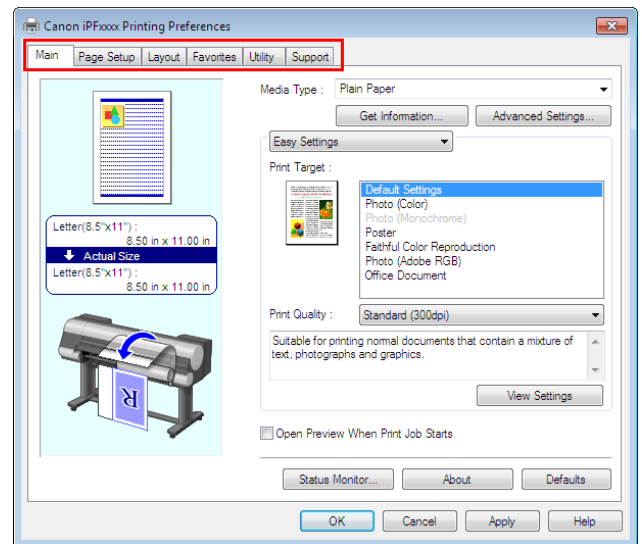 Canon iPFxxxx Printing Preferences
Main Page Setup Layout Favorites Utility Support
Letter(8.5"x11") :
8.50 in x 11.00 in
Actual Size
Letter(8.5"x11") :
8.50 in x 11.00 in
R
Media Type : Plain Paper
Get Information... Advanced Settings...
Easy Settings
Print Target :
Default Settings
Photo (Color)
Photo (Monochrome)
Poster
Faithful Color Reproduction
Photo (Adobe RGB)
Office Document
Print Quality : Standard (300dpi)
Suitable for printing normal documents that contain a mixture of
text, photographs and graphics.
View Settings
Open Preview When Print Job Starts
Status Monitor... About Defaults
OK Cancel Apply Help